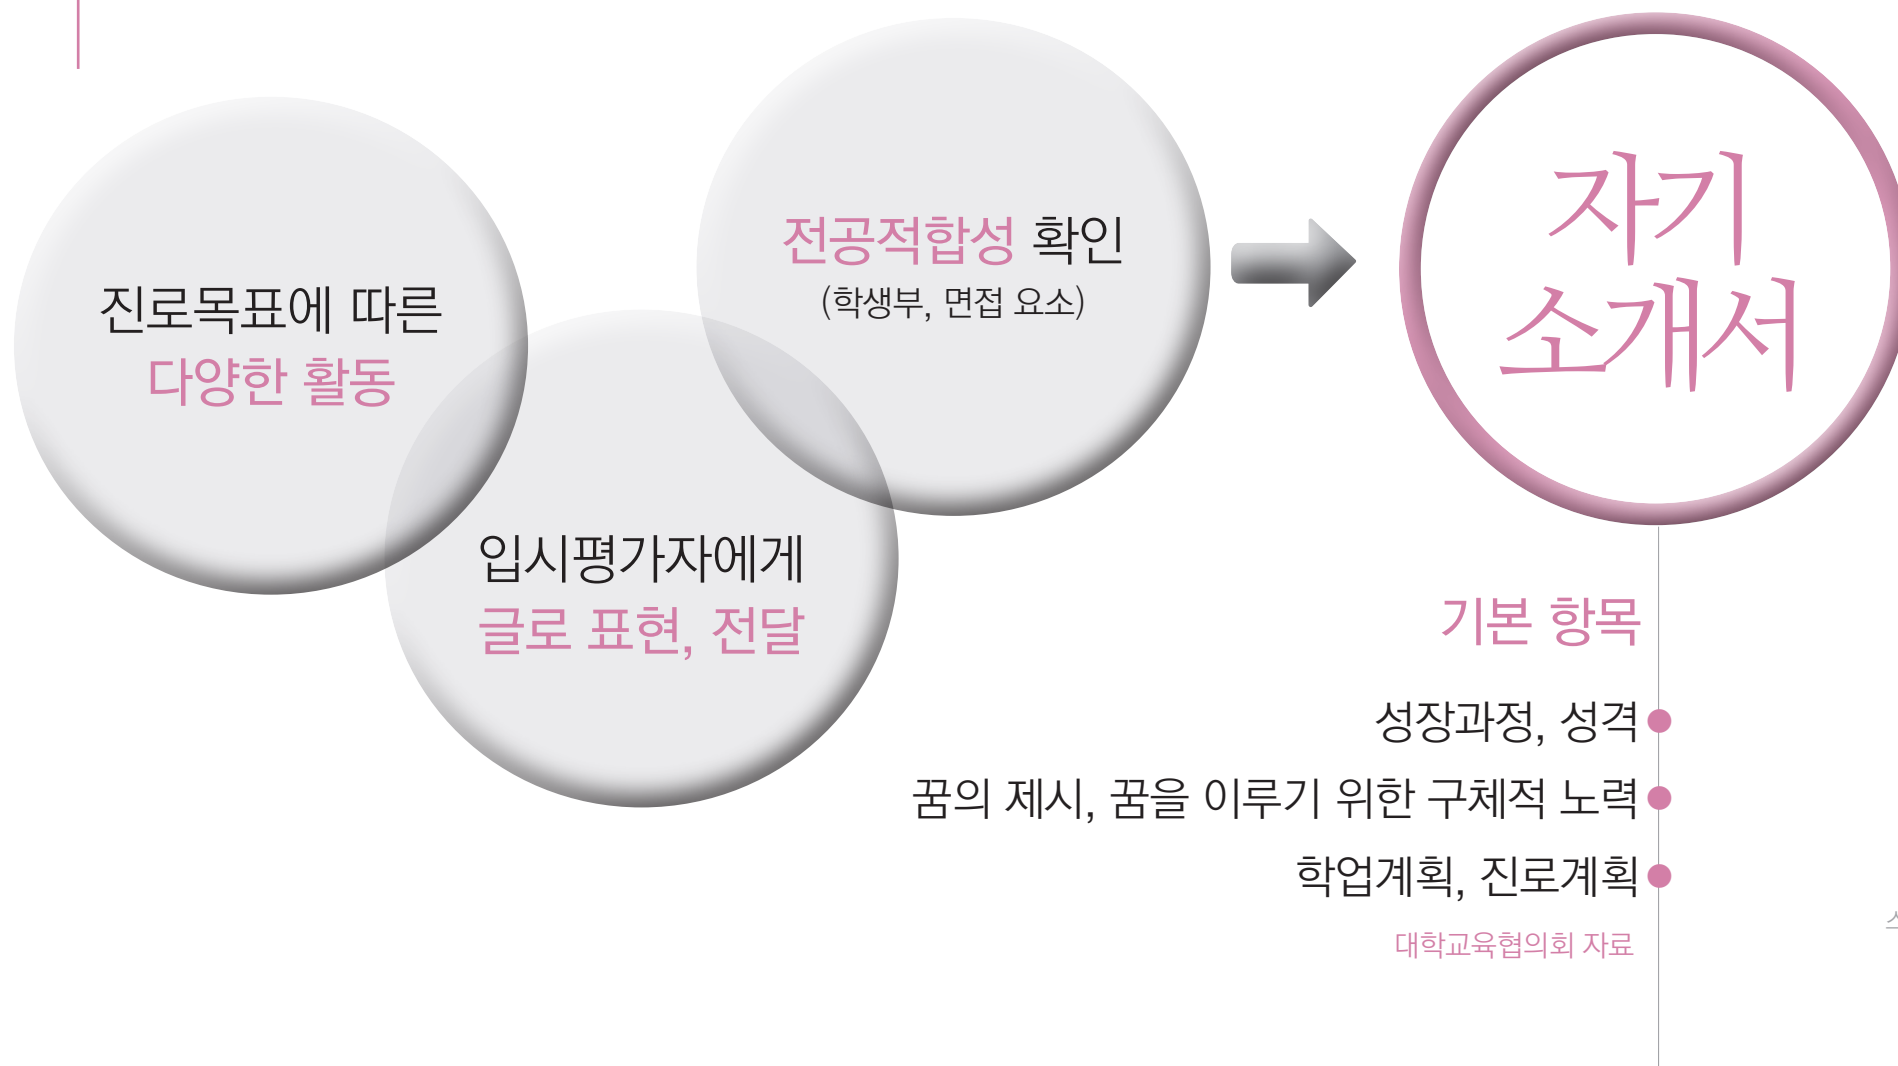 진로목표에 따른
다양한 활동
입시평가자에게
글로 표현, 전달
전공적합성 확인
(학생부, 면접 요소)
자기
소개서
기본 항목
성장과정, 성격
꿈의 제시, 꿈을 이루기 위한 구체적 노력
학업계획, 진로계획
대학교육협의회 자료